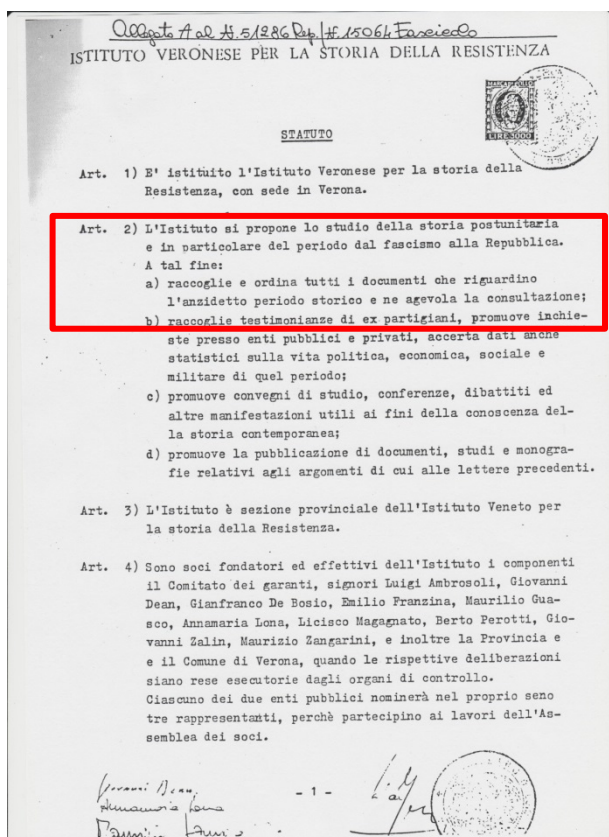 Allegato A al N. 51286 Rep./N. 15064 Fascicolo
ISTITUTO VERONESE PER LA STORIA DELLA RESISTENZA
MARCA DA BOLLO
LIRE 3000
STATUTO
Art. 1) E' istituito l'Istituto Veronese per la storia della
Resistenza, con sede in Verona.
Art. 2) L'Istituto si propone lo studio della storia postunitaria
e in particolare del periodo dal fascismo alla Repubblica.
A tal fine:
a) raccoglie e ordina tutti i documenti che riguardino
l'anzidetto periodo storico e ne agevola la consultazione;
b) raccoglie testimonianze di ex partigiani, promuove inchie-
ste presso enti pubblici e privati, accerta dati anche
statistici sulla vita politica, economica, sociale e
militare di quel periodo;
c) promuove convegni di studio, conferenze, dibattiti ed
altre manifestazioni utili ai fini della conoscenza del-
la storia contemporanea;
d) promuove la pubblicazione di documenti, studi e monogra-
fie relativi agli argomenti di cui alle lettere precedenti.
Art. 3) L'Istituto è sezione provinciale dell'Istituto Veneto per
la storia della Resistenza.
Art. 4) Sono soci fondatori ed effettivi dell'Istituto i componenti
il Comitato dei garanti, signori Luigi Ambrosoli, Giovanni
Dean, Gianfranco De Bosio, Emilio Franzina, Maurilio Gua-
sco, Annamaria Lona, Licisco Magagnato, Berto Perotti, Gio-
vanni Zalin, Maurizio Zangarini, e inoltre la Provincia e
e il Comune di Verona, quando le rispettive deliberazioni
siano rese esecutorie dagli organi di controllo.
Ciascuno dei due enti pubblici nominerà nel proprio seno
tre rappresentanti, perchè partecipino ai lavori dell'As-
semblea dei soci.
Giovanni Dean
- 1 -
Annamaria Lona